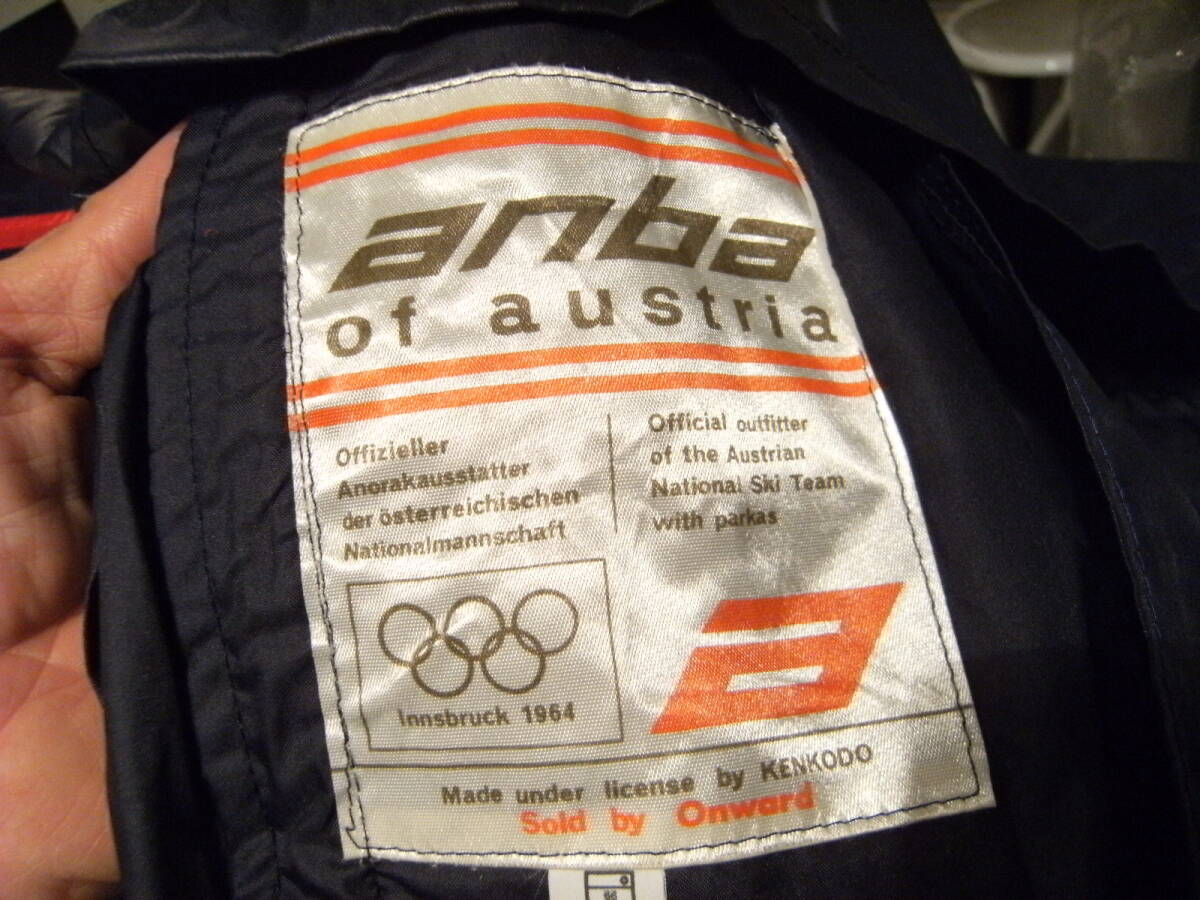 anba
of austria
Offizieller
Anorakausstatter
der österreichischen
Nationalmannschaft
Official outfitter
of the Austrian
National Ski Team
with parkas
Innsbruck 1964
a
Made under license by KENKODO
Sold by Onward